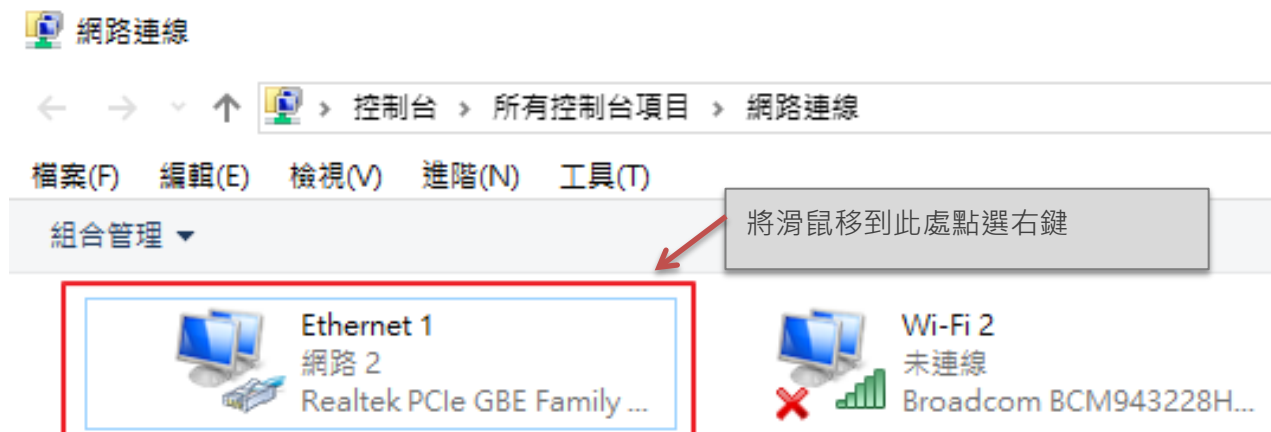 網路連線
控制台 › 所有控制台項目 › 網路連線
檔案(F) 編輯(E) 檢視(V) 進階(N) 工具(T)
將滑鼠移到此處點選右鍵
組合管理
Ethernet 1
網路 2
Realtek PCIe GBE Family ...
Wi-Fi 2
未連線
Broadcom BCM943228H...